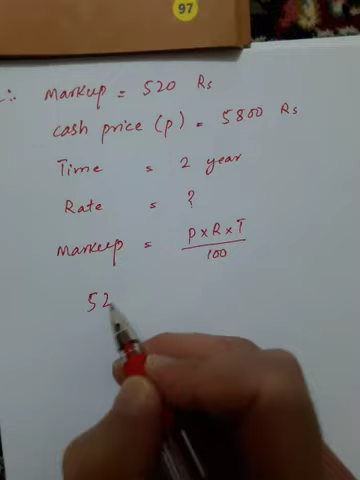 97
Markup = 520 Rs
cash price (p) = 5800 Rs
Time = 2 year
Rate = ?
Markup = P×R×T / 100
52